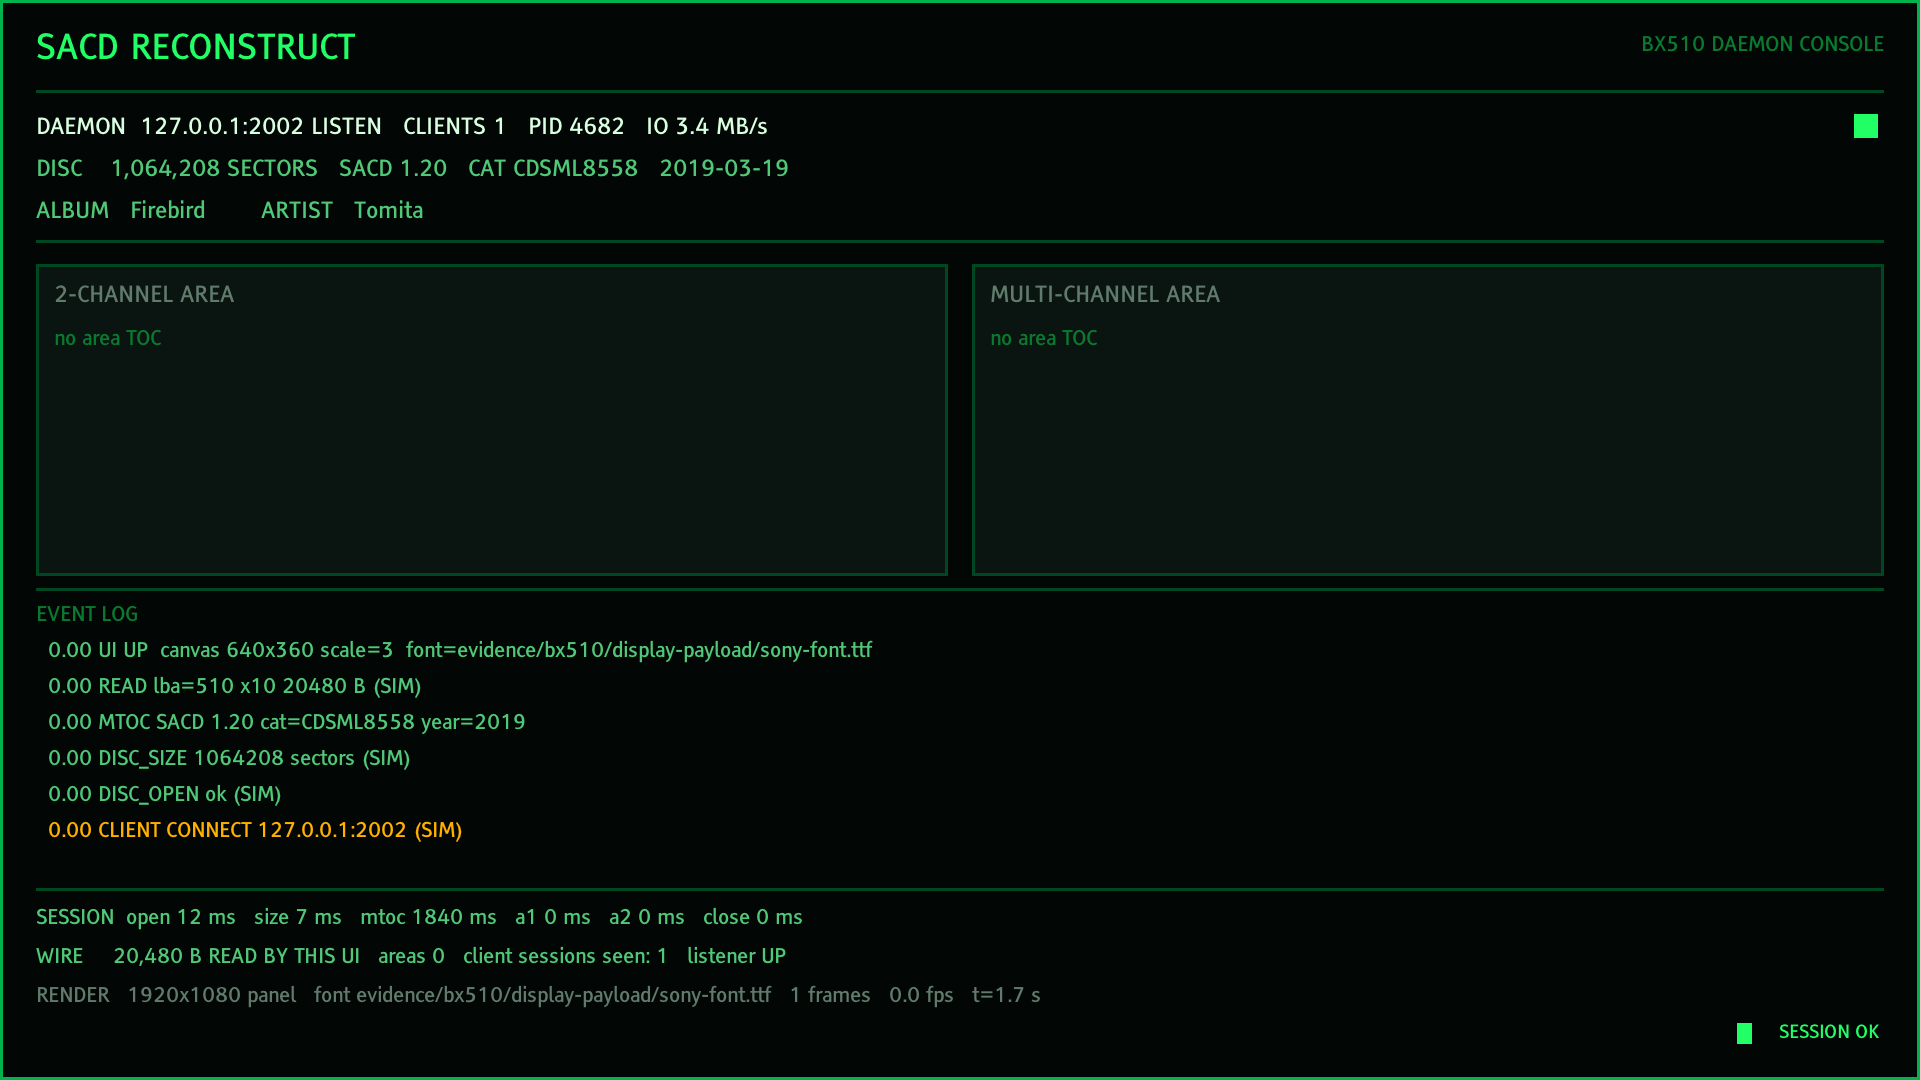 SACD RECONSTRUCT
BX510 DAEMON CONSOLE
DAEMON 127.0.0.1:2002 LISTEN CLIENTS 1 PID 4682 IO 3.4 MB/s
DISC 1,064,208 SECTORS SACD 1.20 CAT CDSML8558 2019-03-19
ALBUM Firebird ARTIST Tomita
2-CHANNEL AREA
no area TOC
MULTI-CHANNEL AREA
no area TOC
EVENT LOG
0.00 UI UP canvas 640x360 scale=3 font=evidence/bx510/display-payload/sony-font.ttf
0.00 READ lba=510 x10 20480 B (SIM)
0.00 MTOC SACD 1.20 cat=CDSML8558 year=2019
0.00 DISC_SIZE 1064208 sectors (SIM)
0.00 DISC_OPEN ok (SIM)
0.00 CLIENT CONNECT 127.0.0.1:2002 (SIM)
SESSION open 12 ms size 7 ms mtoc 1840 ms a1 0 ms a2 0 ms close 0 ms
WIRE 20,480 B READ BY THIS UI areas 0 client sessions seen: 1 listener UP
RENDER 1920x1080 panel font evidence/bx510/display-payload/sony-font.ttf 1 frames 0.0 fps t=1.7 s
SESSION OK